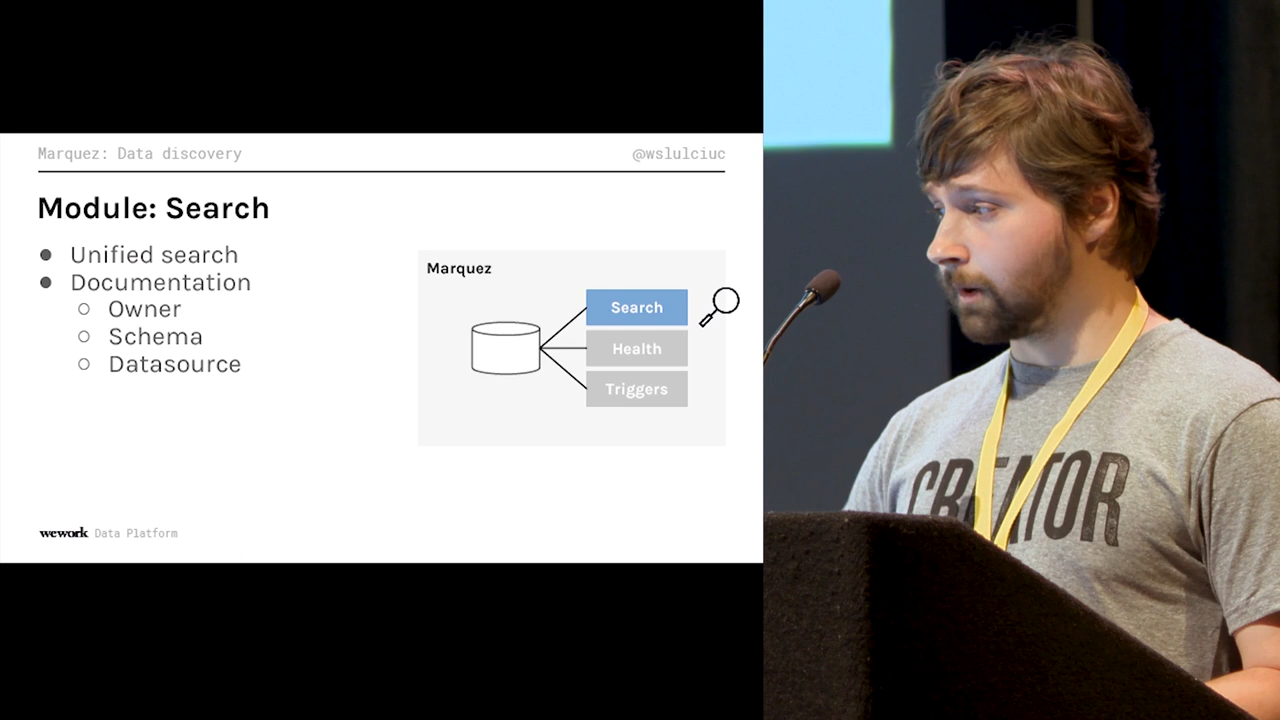 Marquez: Data discovery
@wslulciuc
Module: Search
Unified search
Documentation
Owner
Schema
Datasource
Marquez
Search
Health
Triggers
wework Data Platform
CREATOR